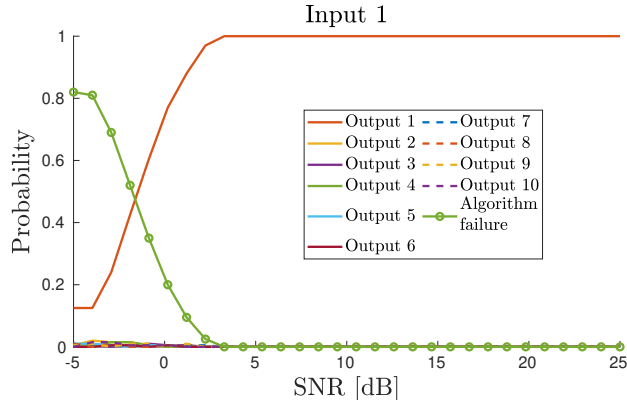 Input 1
Probability
1
0.8
0.6
0.4
0.2
0
Output 1
Output 2
Output 3
Output 4
Output 5
Output 6
Output 7
Output 8
Output 9
Output 10
Algorithm
failure
-5
0
5
10
15
20
25
SNR [dB]